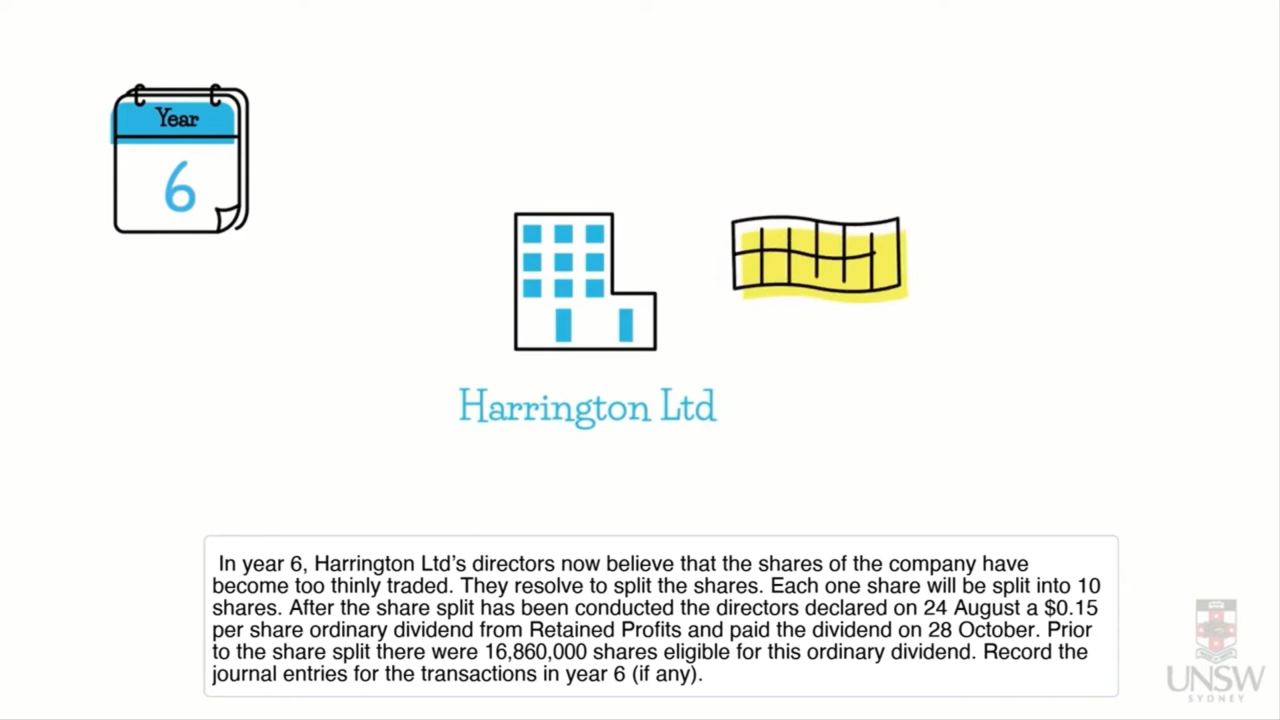 Year
6
Harrington Ltd
In year 6, Harrington Ltd’s directors now believe that the shares of the company have
become too thinly traded. They resolve to split the shares. Each one share will be split into 10
shares. After the share split has been conducted the directors declared on 24 August a $0.15
per share ordinary dividend from Retained Profits and paid the dividend on 28 October. Prior
to the share split there were 16,860,000 shares eligible for this ordinary dividend. Record the
journal entries for the transactions in year 6 (if any).
UNSW
SYDNEY